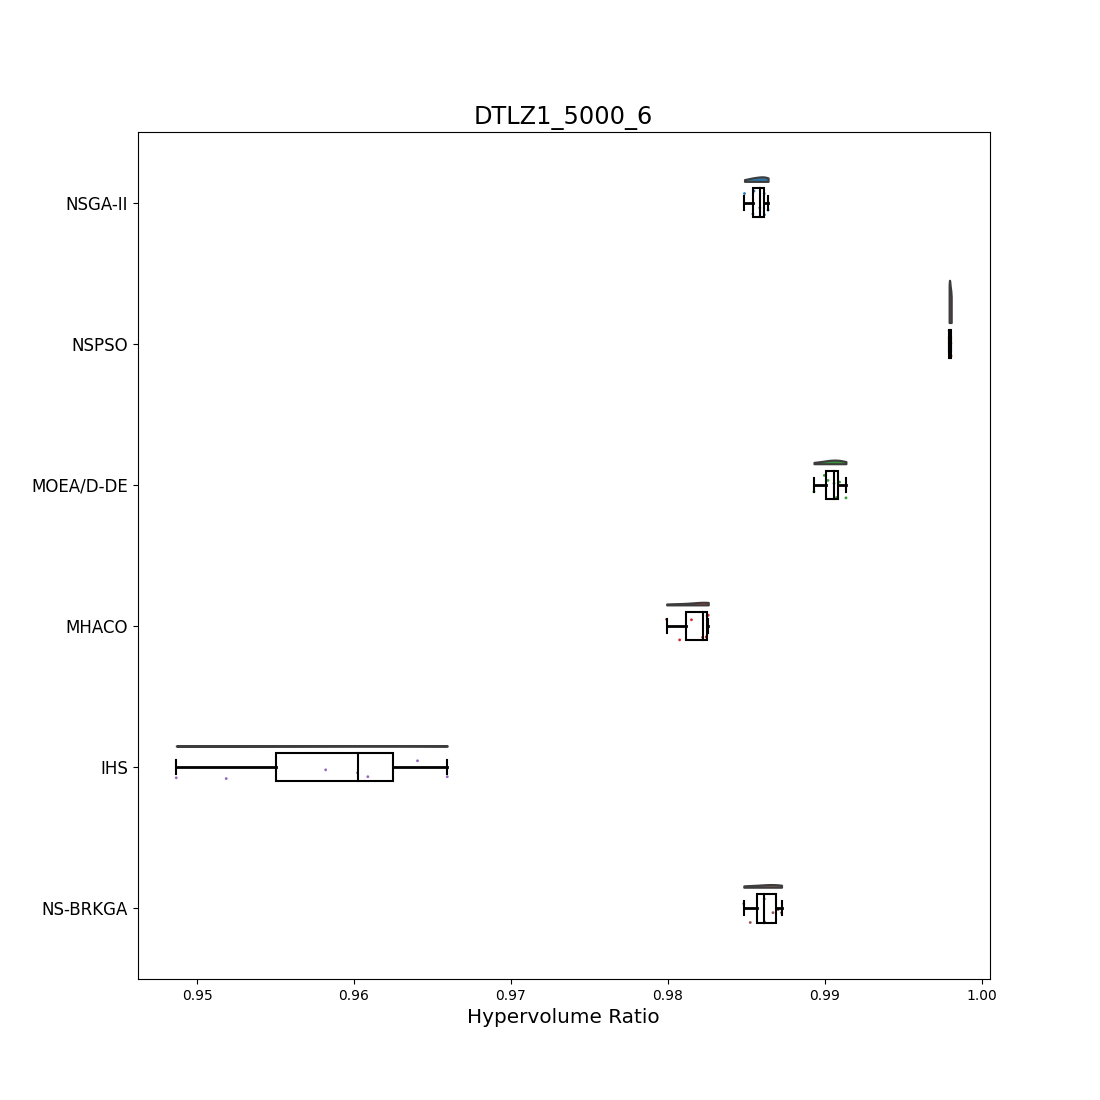 DTLZ1_5000_6
NSGA-II
NSPSO
MOEA/D-DE
MHACO
IHS
NS-BRKGA
0.95 0.96 0.97 0.98 0.99 1.00
Hypervolume Ratio